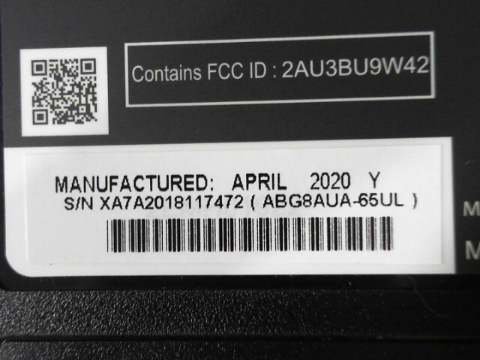 Contains FCC ID : 2AU3BU9W42
MANUFACTURED: APRIL 2020 Y
S/N XA7A2018117472 ( ABG8AUA-65UL )
M
M